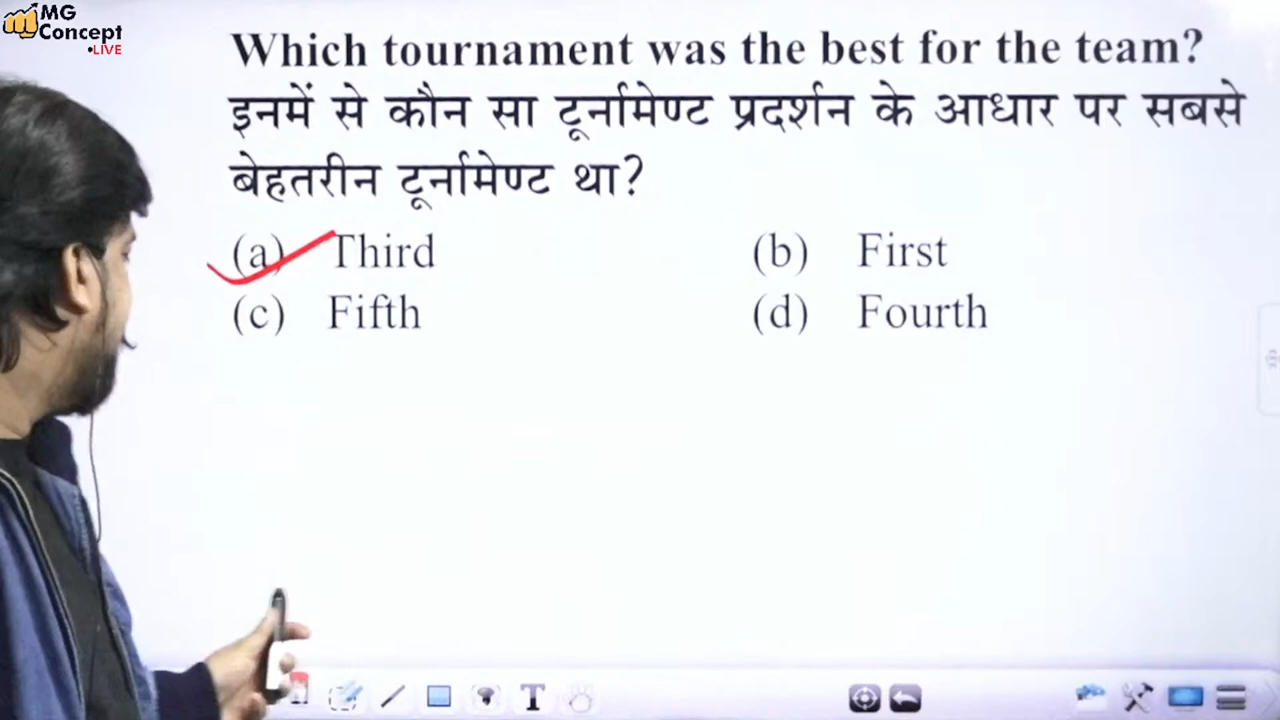 MG
Concept
•LIVE
Which tournament was the best for the team?
इनमें से कौन सा टूर्नामेण्ट प्रदर्शन के आधार पर सबसे
बेहतरीन टूर्नामेण्ट था?
(a) Third (b) First
(c) Fifth (d) Fourth
T